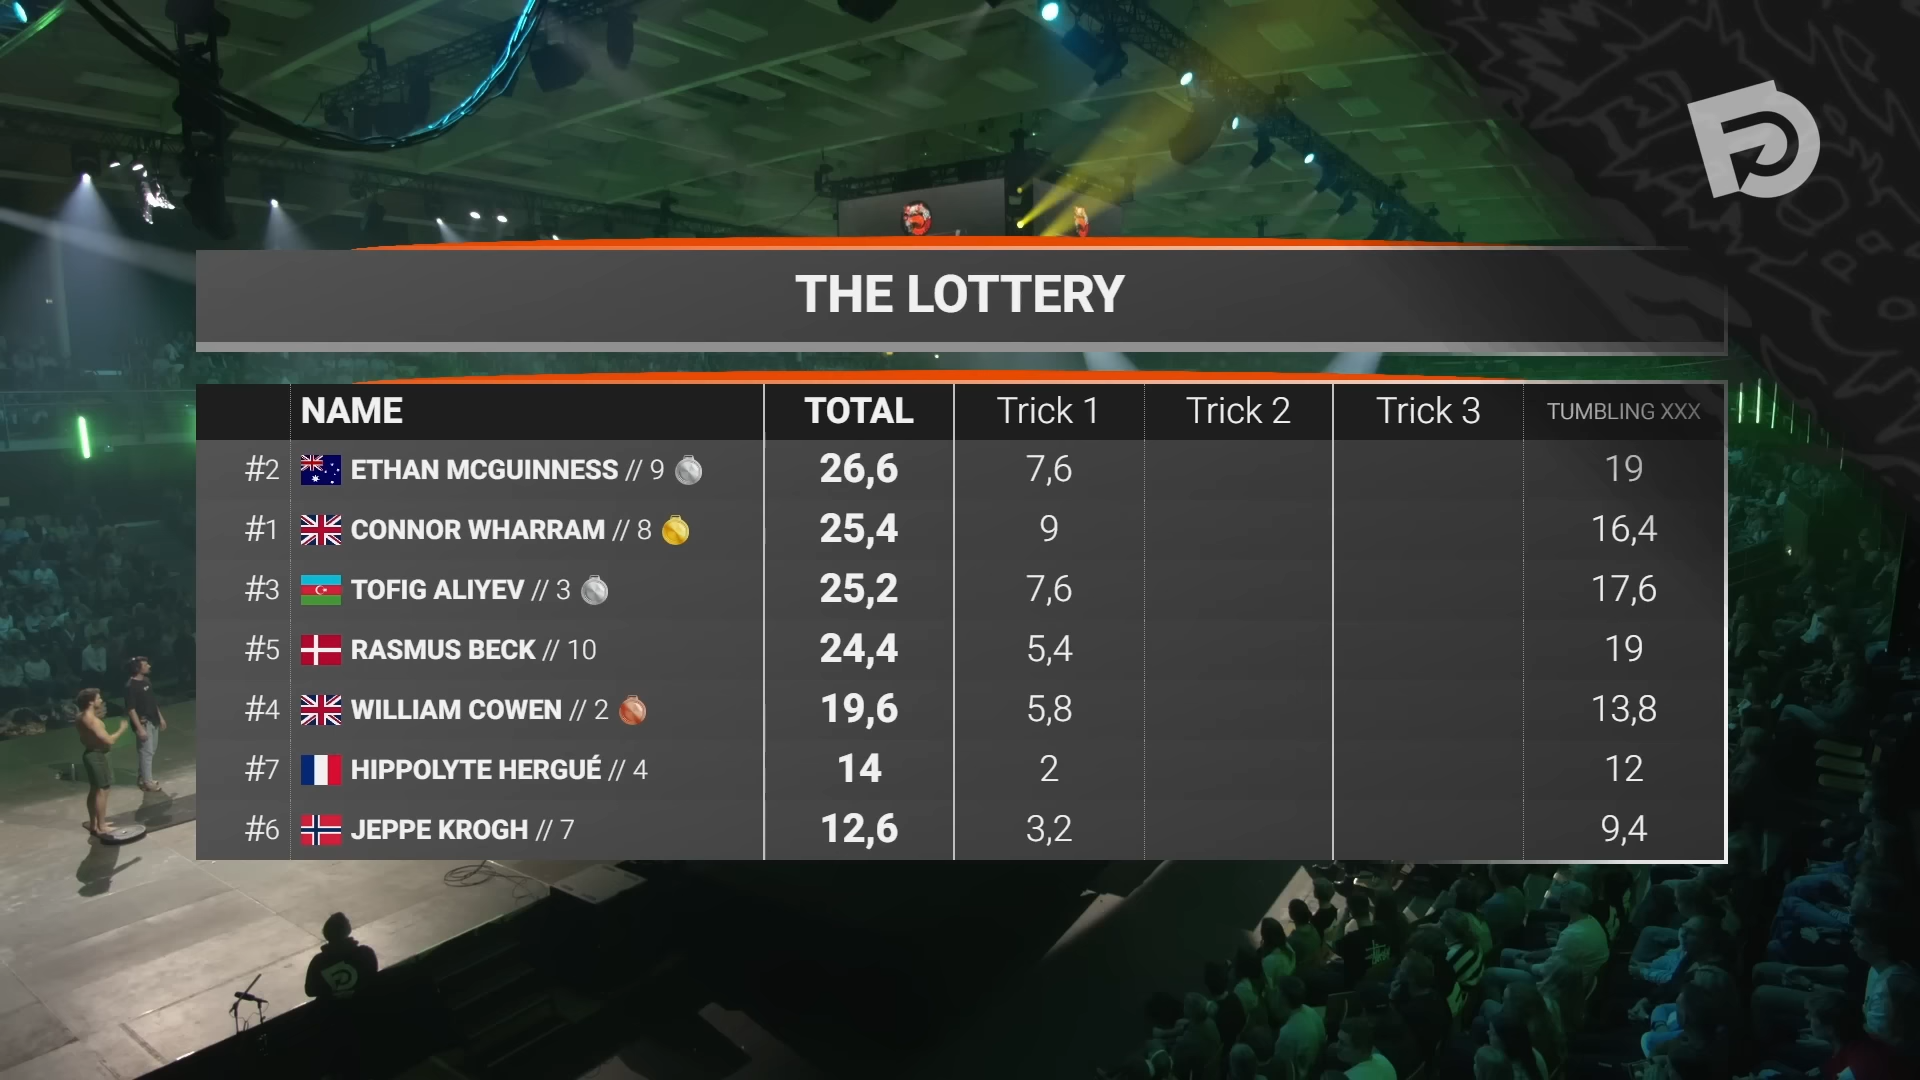 THE LOTTERY
NAME TOTAL Trick 1 Trick 2 Trick 3 TUMBLING XXX
#2 ETHAN MCGUINNESS // 9 26,6 7,6 19
#1 CONNOR WHARRAM // 8 25,4 9 16,4
#3 TOFIG ALIYEV // 3 25,2 7,6 17,6
#5 RASMUS BECK // 10 24,4 5,4 19
#4 WILLIAM COWEN // 2 19,6 5,8 13,8
#7 HIPPOLYTE HERGUÉ // 4 14 2 12
#6 JEPPE KROGH // 7 12,6 3,2 9,4